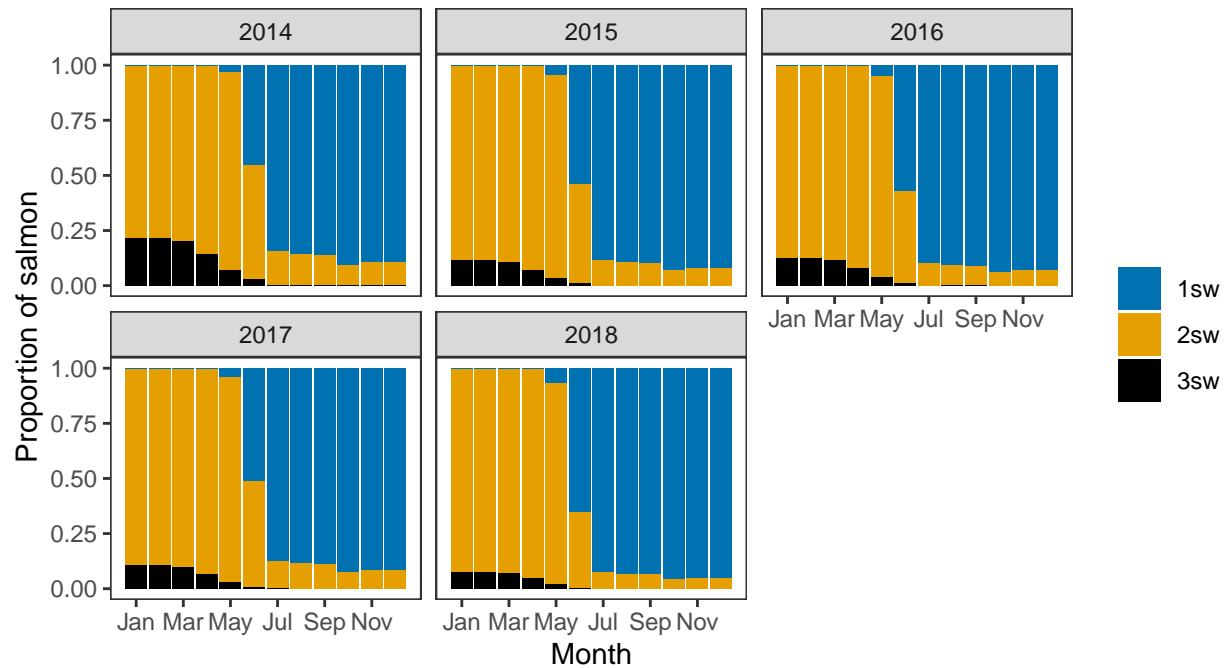 2014
2015
2016
1.00
0.75
0.50
0.25
0.00
Jan Mar May Jul Sep Nov
2017
2018
1.00
0.75
0.50
0.25
0.00
Jan Mar May Jul Sep Nov
Jan Mar May Jul Sep Nov
Proportion of salmon
Month
1sw
2sw
3sw